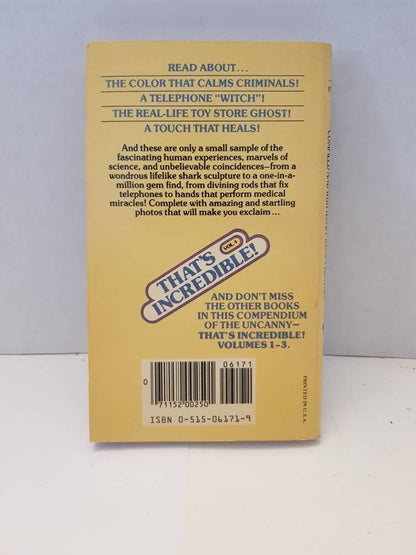 READ ABOUT...
THE COLOR THAT CALMS CRIMINALS!
A TELEPHONE "WITCH"!
THE REAL-LIFE TOY STORE GHOST!
A TOUCH THAT HEALS!
And these are only a small sample of the
fascinating human experiences, marvels of
science, and unbelievable coincidences—from a
wondrous lifelike shark sculpture to a one-in-a-
million gem find, from divining rods that fix
telephones to hands that perform medical
miracles! Complete with amazing and startling
photos that will make you exclaim...
VOL. 1
THAT'S
INCREDIBLE!
AND DON'T MISS
THE OTHER BOOKS
IN THIS COMPENDIUM
OF THE UNCANNY—
THAT'S INCREDIBLE!
VOLUMES 1-3.
06171
0
71152 00250
ISBN 0-515-06171-9
PRINTED IN U.S.A.